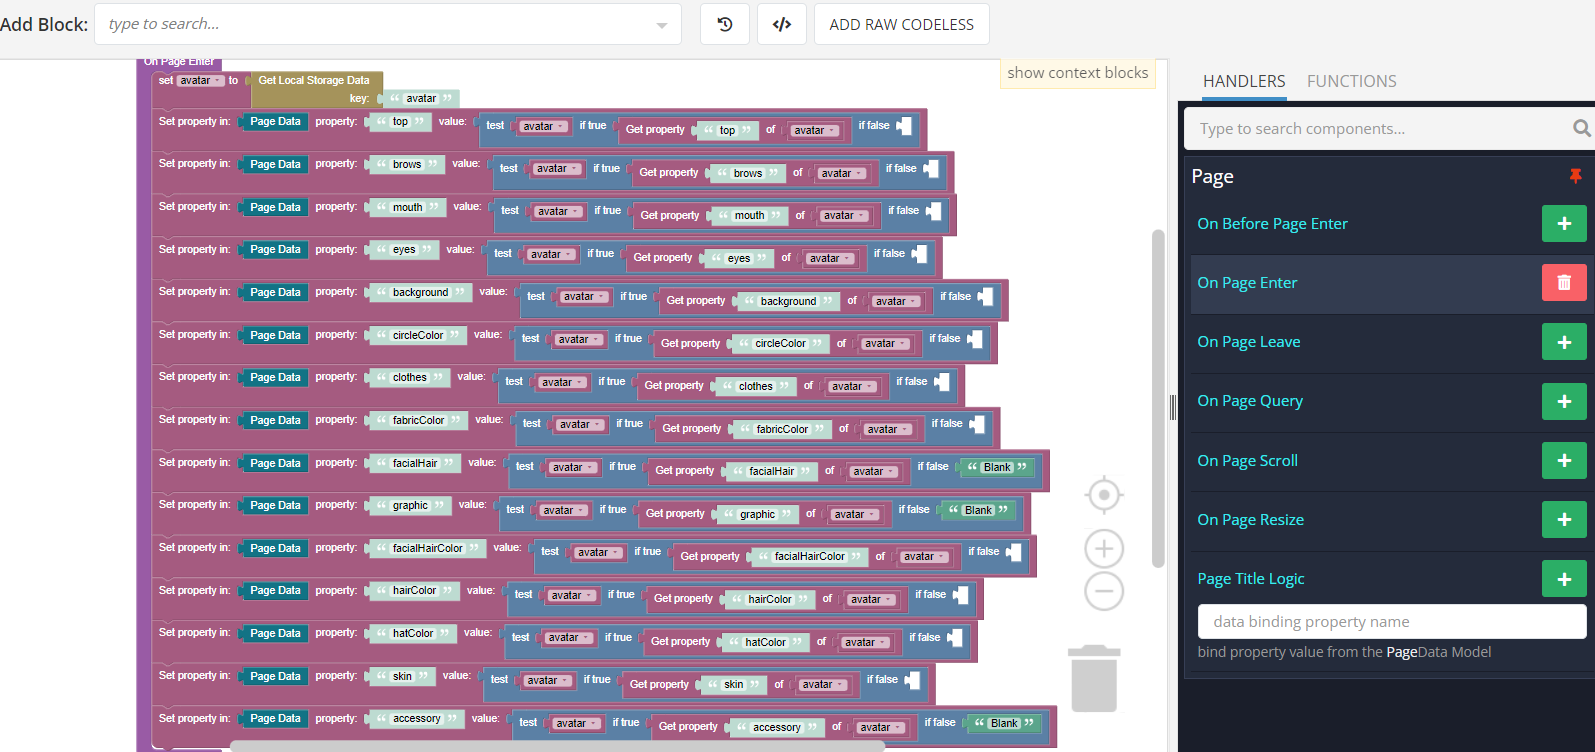 Add Block: type to search... </> ADD RAW CODELESS
On Page Enter
show context blocks
set avatar to Get Local Storage Data
key: “ avatar ”
Set property in: Page Data property: “ top ” value: test avatar if true Get property “ top ” of avatar if false
Set property in: Page Data property: “ brows ” value: test avatar if true Get property “ brows ” of avatar if false
Set property in: Page Data property: “ mouth ” value: test avatar if true Get property “ mouth ” of avatar if false
Set property in: Page Data property: “ eyes ” value: test avatar if true Get property “ eyes ” of avatar if false
Set property in: Page Data property: “ background ” value: test avatar if true Get property “ background ” of avatar if false
Set property in: Page Data property: “ circleColor ” value: test avatar if true Get property “ circleColor ” of avatar if false
Set property in: Page Data property: “ clothes ” value: test avatar if true Get property “ clothes ” of avatar if false
Set property in: Page Data property: “ fabricColor ” value: test avatar if true Get property “ fabricColor ” of avatar if false
Set property in: Page Data property: “ facialHair ” value: test avatar if true Get property “ facialHair ” of avatar if false “ Blank ”
Set property in: Page Data property: “ graphic ” value: test avatar if true Get property “ graphic ” of avatar if false “ Blank ”
Set property in: Page Data property: “ facialHairColor ” value: test avatar if true Get property “ facialHairColor ” of avatar if false
Set property in: Page Data property: “ hairColor ” value: test avatar if true Get property “ hairColor ” of avatar if false
Set property in: Page Data property: “ hatColor ” value: test avatar if true Get property “ hatColor ” of avatar if false
Set property in: Page Data property: “ skin ” value: test avatar if true Get property “ skin ” of avatar if false
Set property in: Page Data property: “ accessory ” value: test avatar if true Get property “ accessory ” of avatar if false “ Blank ”
HANDLERS FUNCTIONS
Type to search components...
Page
On Before Page Enter
On Page Enter
On Page Leave
On Page Query
On Page Scroll
On Page Resize
Page Title Logic
data binding property name
bind property value from the PageData Model